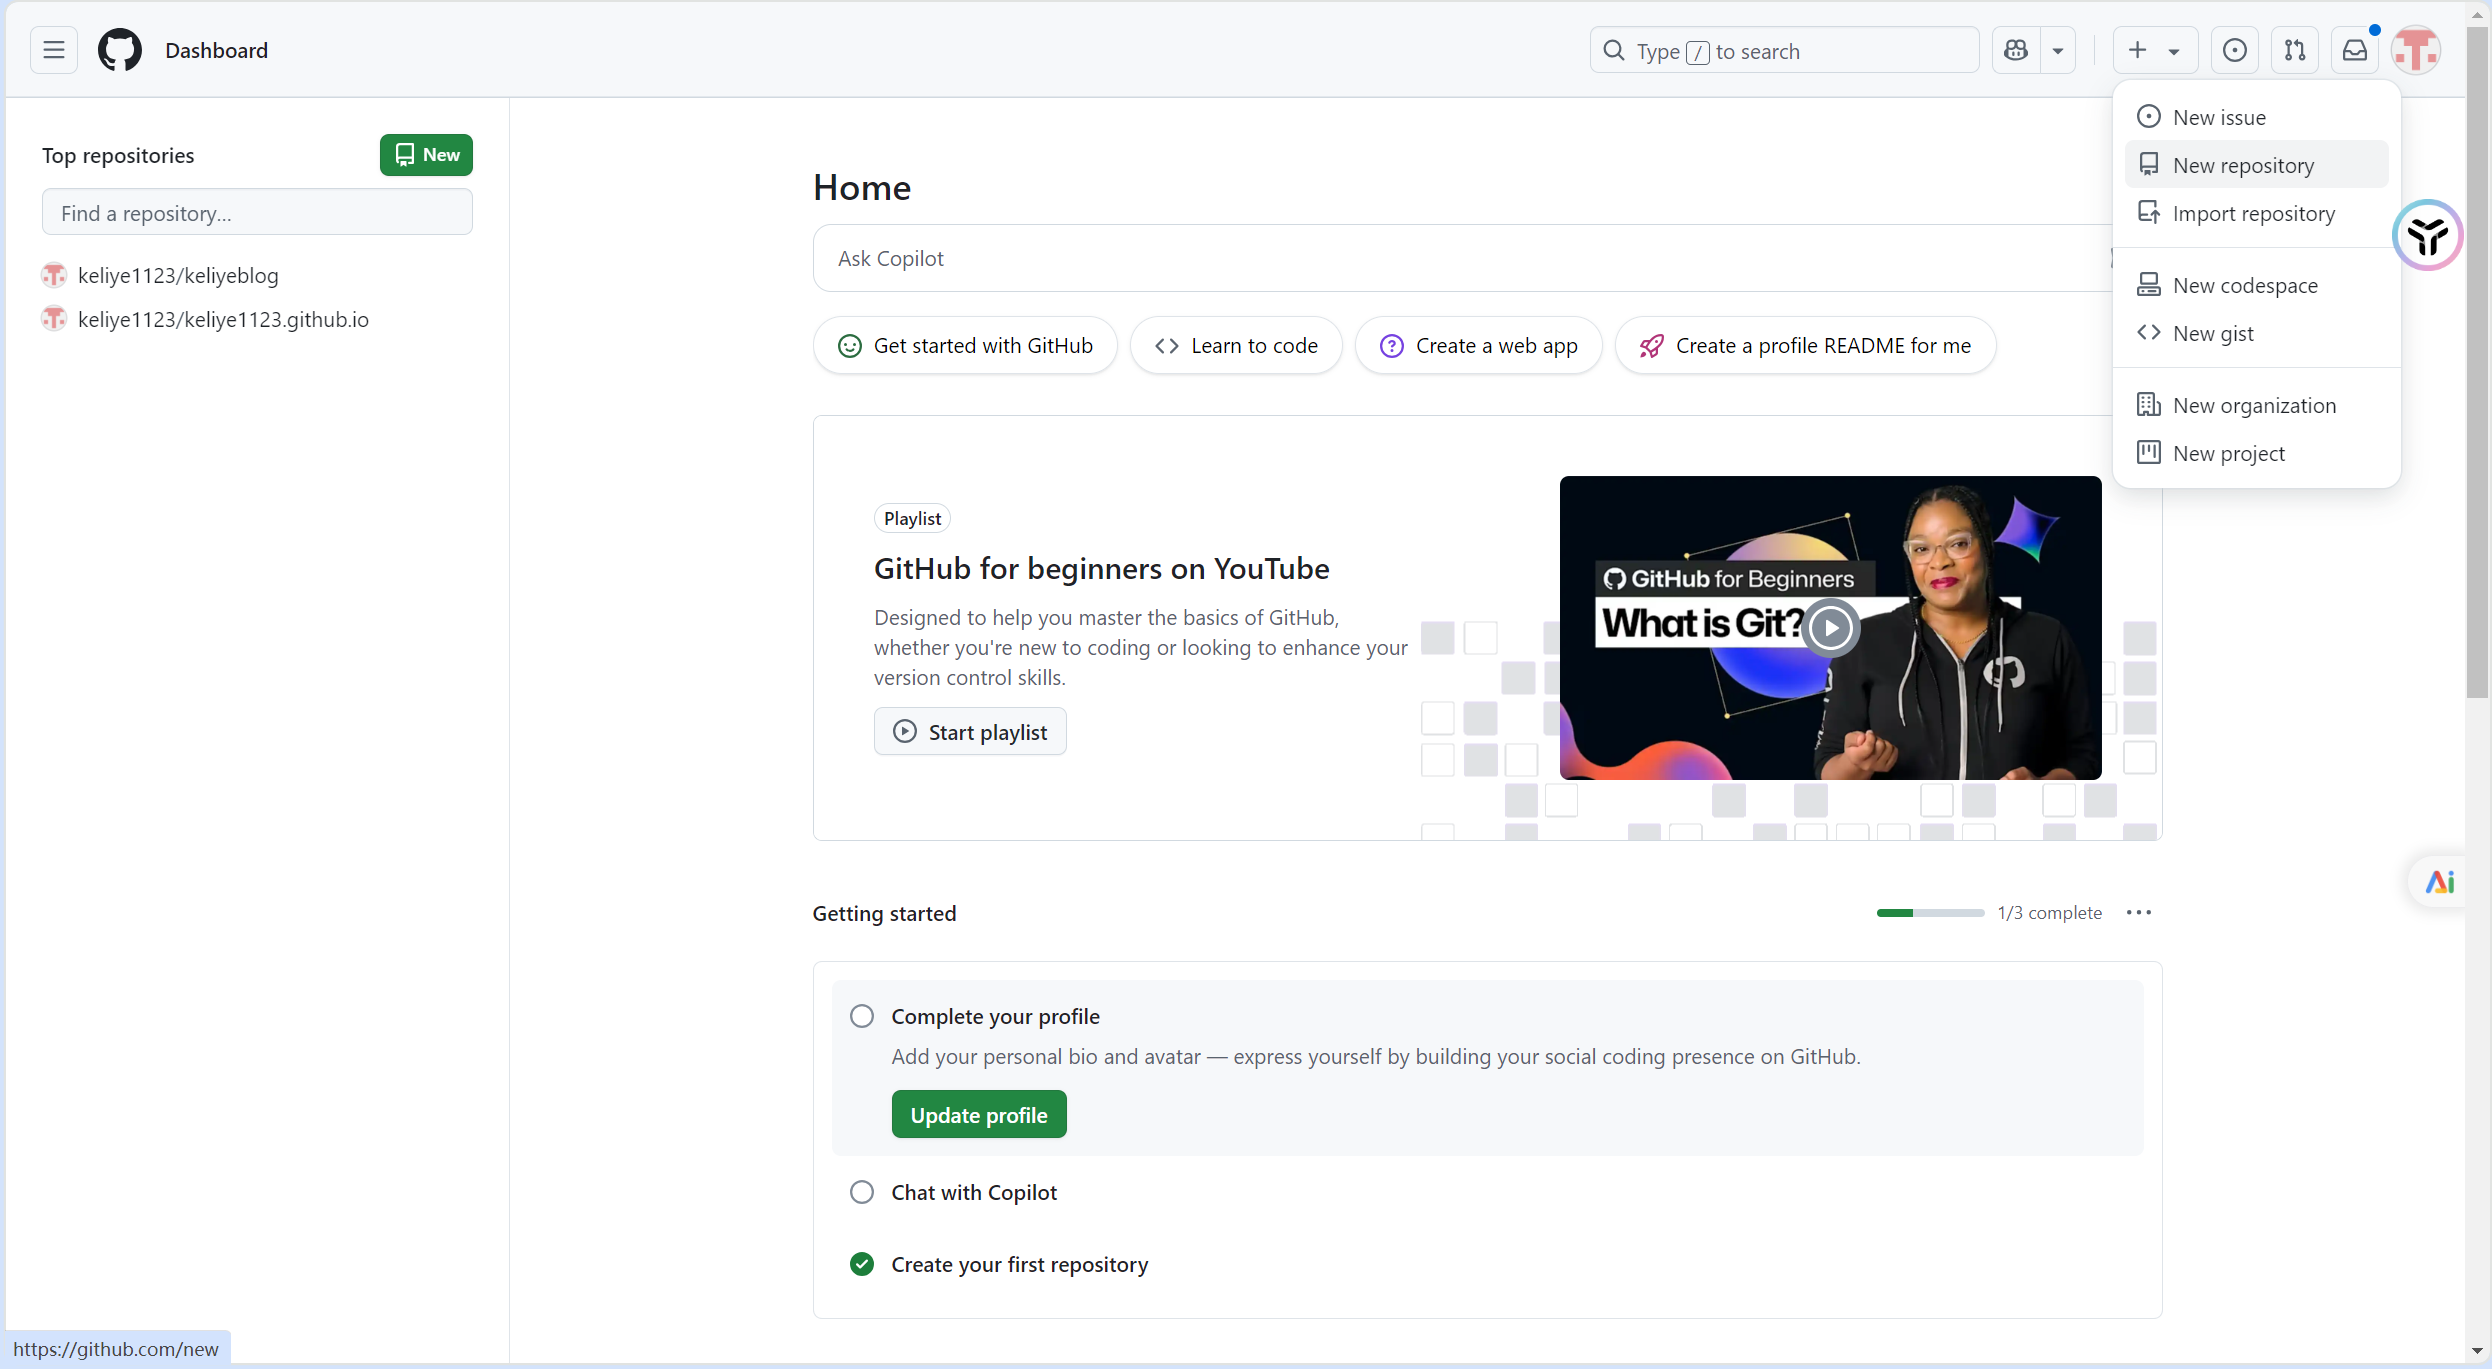 Dashboard
Type / to search
Top repositories
New
Find a repository...
keliye1123/keliyeblog
keliye1123/keliye1123.github.io
New issue
New repository
Import repository
New codespace
New gist
New organization
New project
Home
Ask Copilot
Get started with GitHub
Learn to code
Create a web app
Create a profile README for me
Playlist
GitHub for beginners on YouTube
Designed to help you master the basics of GitHub,
whether you're new to coding or looking to enhance your
version control skills.
Start playlist
GitHub for Beginners
What is Git?
Ai
Getting started
1/3 complete
Complete your profile
Add your personal bio and avatar — express yourself by building your social coding presence on GitHub.
Update profile
Chat with Copilot
Create your first repository
https://github.com/new